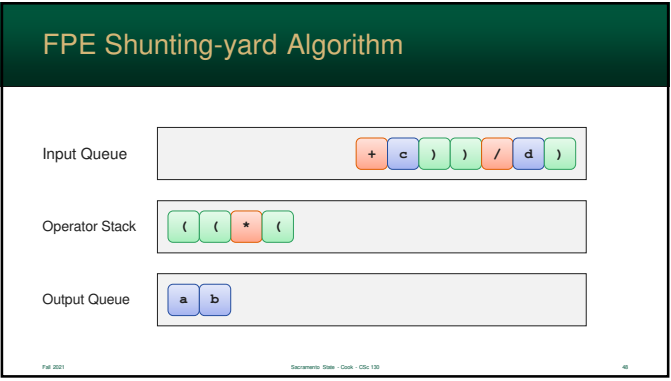 FPE Shunting-yard Algorithm
Input Queue + c ) ) / d )
Operator Stack ( ( * (
Output Queue a b
Fall 2021 Sacramento State - Cook - CSc 130 48